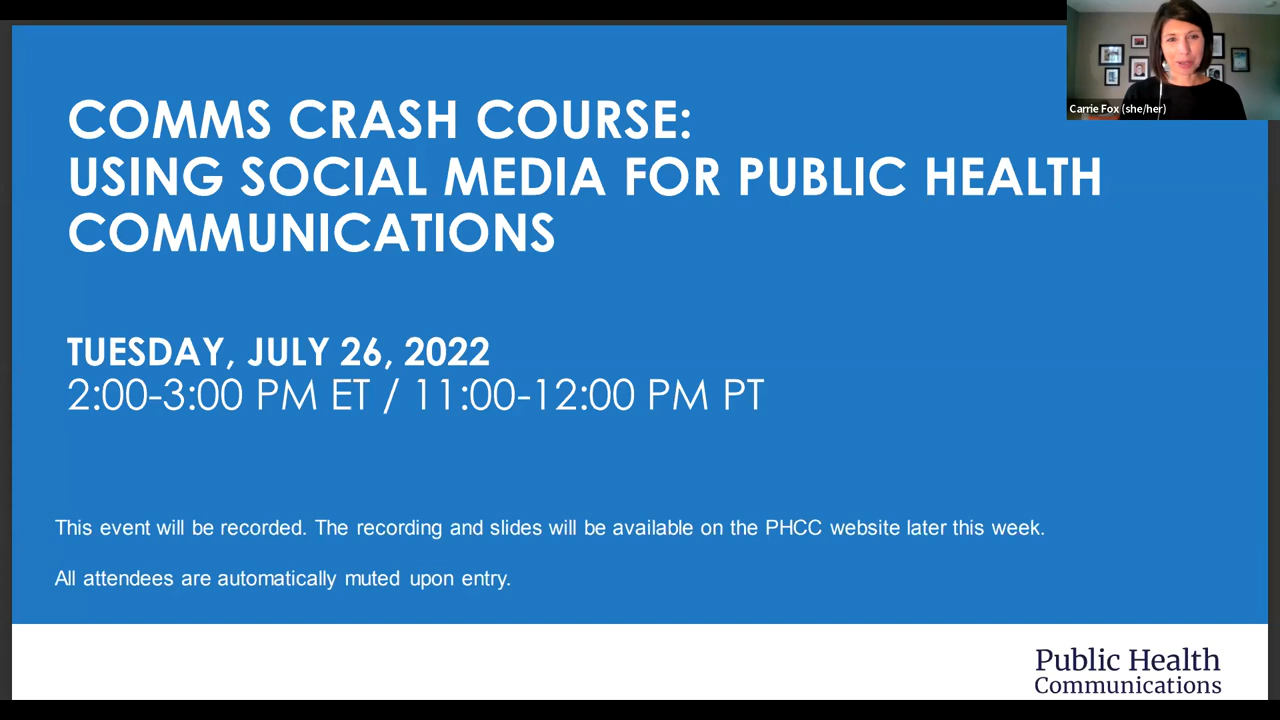 COMMS CRASH COURSE:
USING SOCIAL MEDIA FOR PUBLIC HEALTH
COMMUNICATIONS
TUESDAY, JULY 26, 2022
2:00-3:00 PM ET / 11:00-12:00 PM PT
This event will be recorded. The recording and slides will be available on the PHCC website later this week.
All attendees are automatically muted upon entry.
Carrie Fox (she/her)
Public Health
Communications